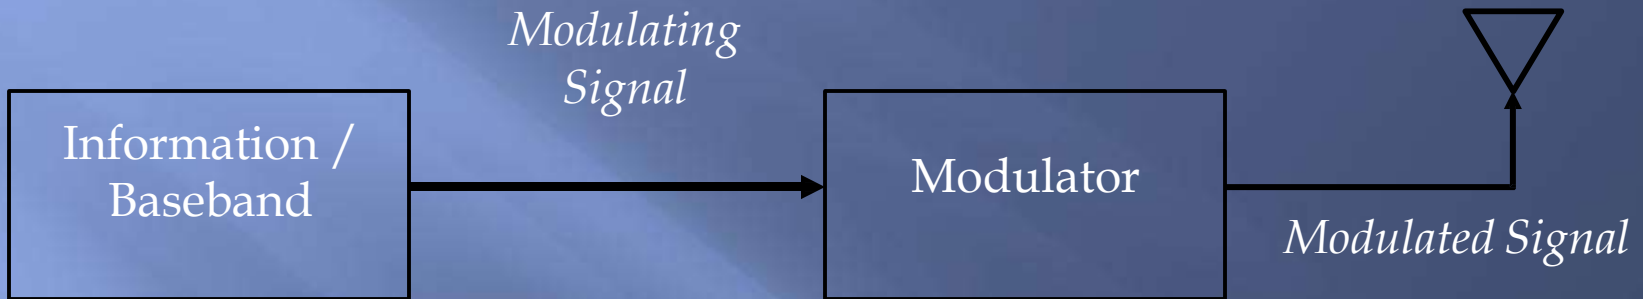 Modulating
Signal
Information /
Baseband
Modulator
Modulated Signal